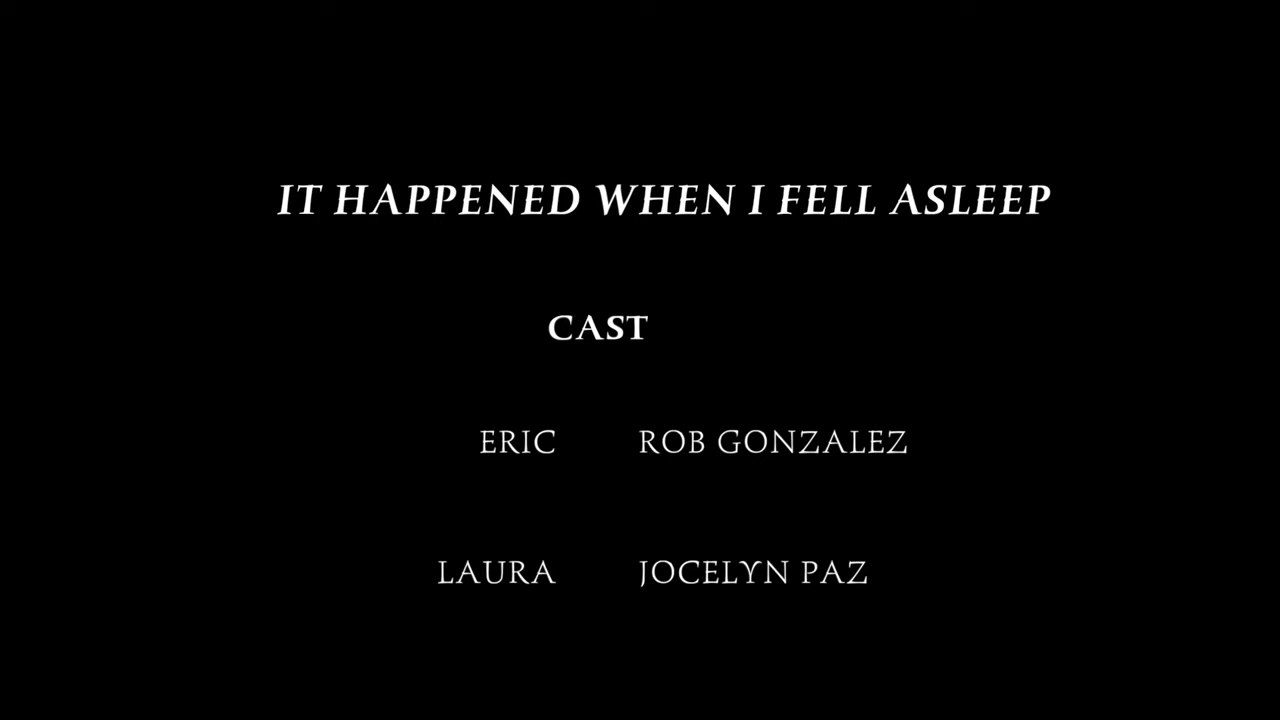 IT HAPPENED WHEN I FELL ASLEEP
CAST
ERIC ROB GONZALEZ
LAURA JOCELYN PAZ